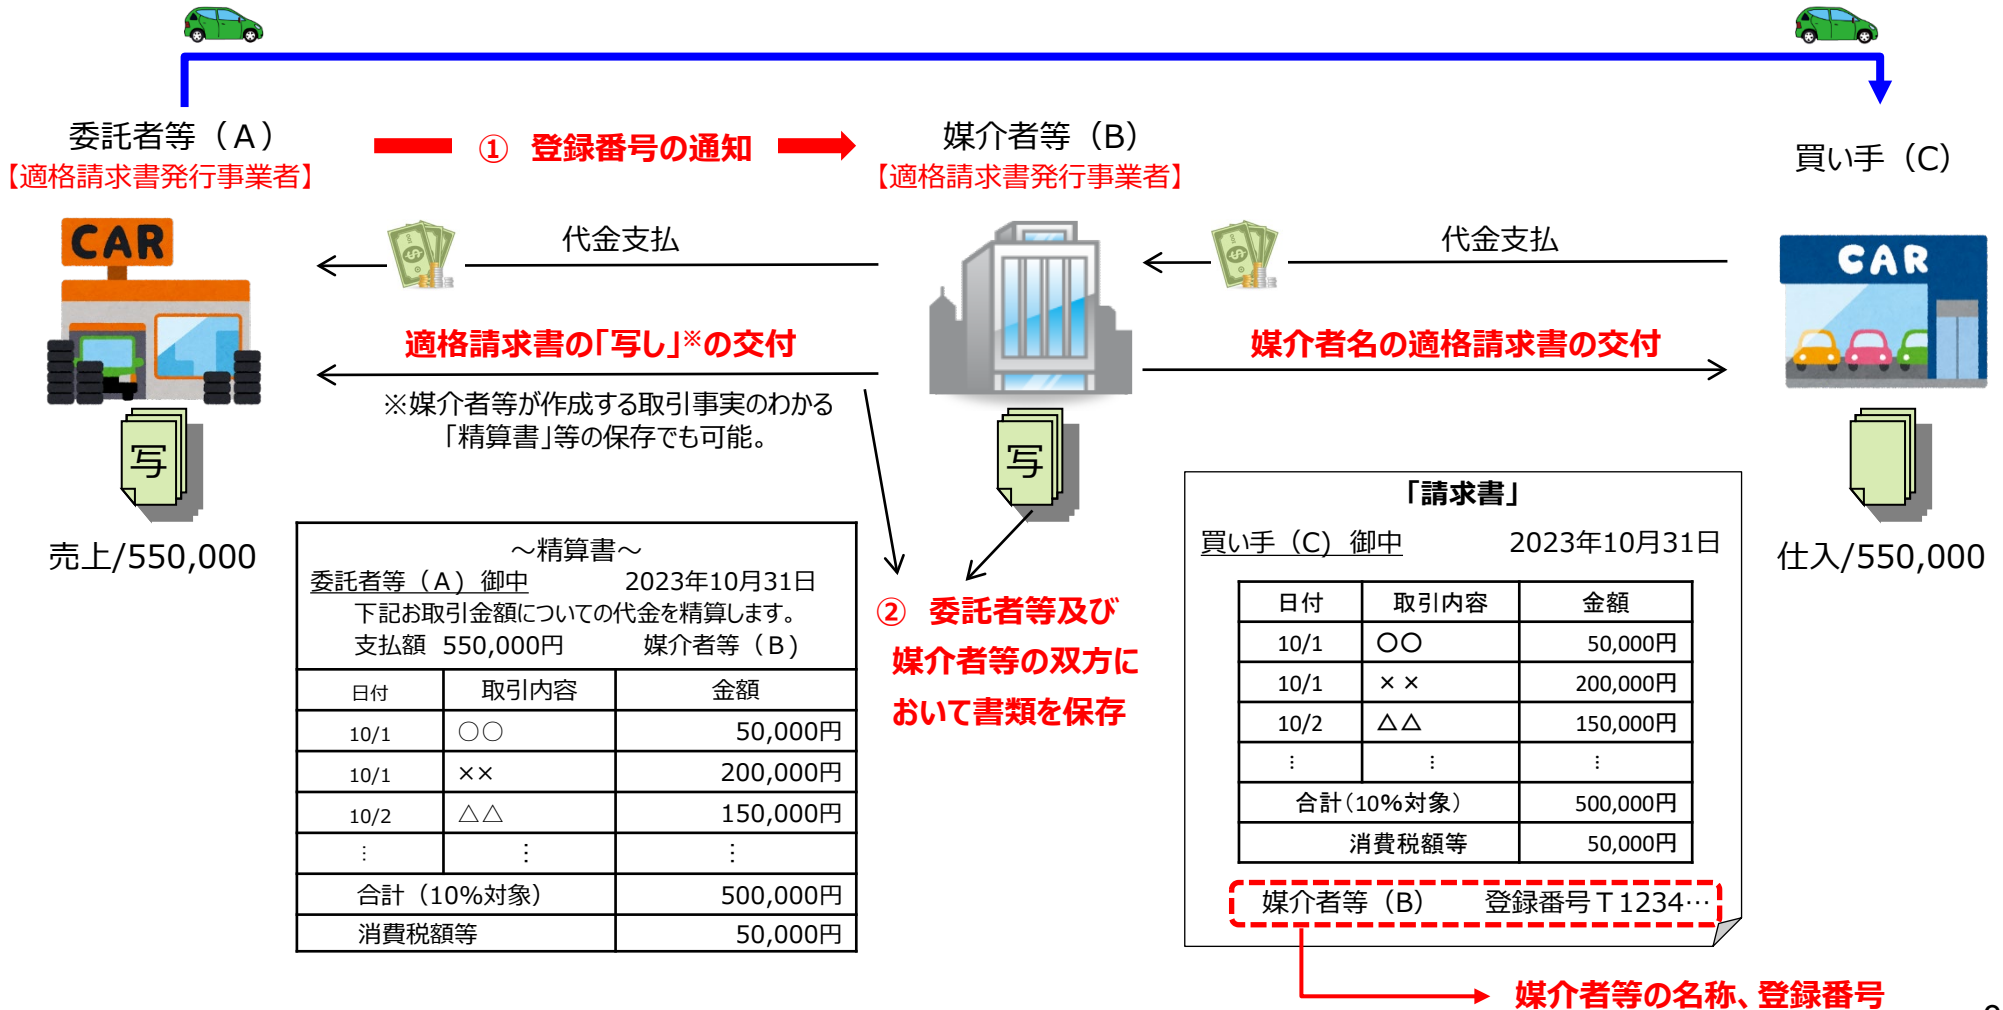 委託者等（Ａ）
【適格請求書発行事業者】
① 登録番号の通知
媒介者等（B）
【適格請求書発行事業者】
買い手（C）
CAR
代金支払
代金支払
CAR
適格請求書の「写し」※の交付
媒介者名の適格請求書の交付
※媒介者等が作成する取引事実のわかる
「精算書」等の保存でも可能。
写
写
売上/550,000
仕入/550,000
～精算書～
委託者等（Ａ）御中 2023年10月31日
下記お取引金額についての代金を精算します。
支払額 550,000円 媒介者等（Ｂ）
日付 取引内容 金額
10/1 〇〇 50,000円
10/1 ×× 200,000円
10/2 △△ 150,000円
⋮ ⋮ ⋮
合計（10%対象） 500,000円
消費税額等 50,000円
② 委託者等及び
媒介者等の双方に
おいて書類を保存
「請求書」
買い手（C）御中 2023年10月31日
日付 取引内容 金額
10/1 〇〇 50,000円
10/1 ×× 200,000円
10/2 △△ 150,000円
⋮ ⋮ ⋮
合計（10%対象） 500,000円
消費税額等 50,000円
媒介者等（B） 登録番号Ｔ1234…
媒介者等の名称、登録番号